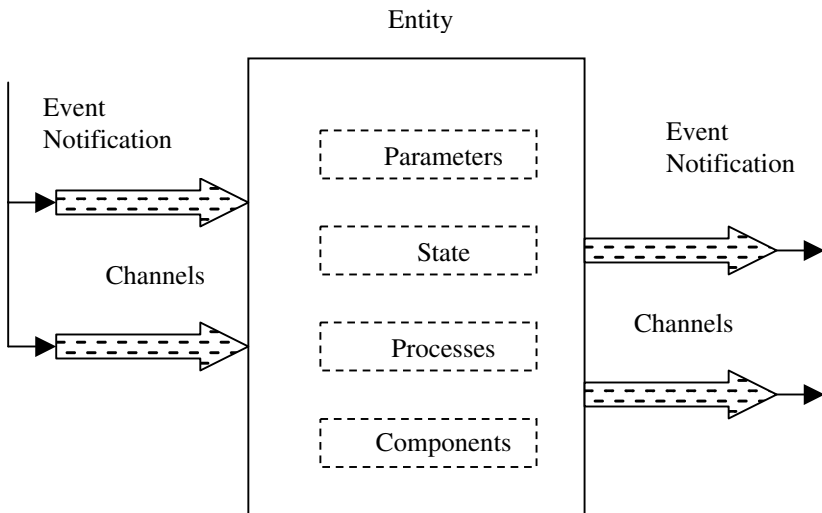 Entity
Event
Notification
Channels
Parameters
State
Processes
Components
Event
Notification
Channels